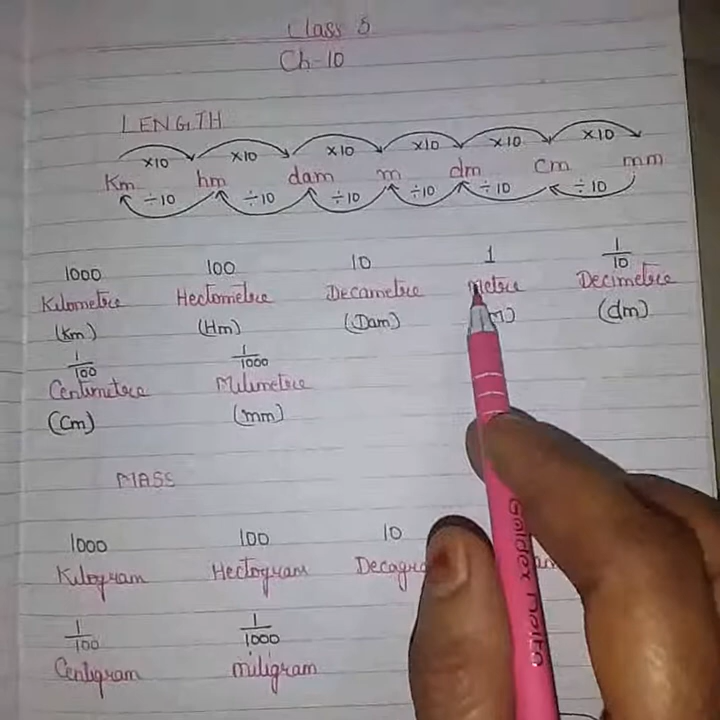 Class 5
Ch-10
LENGTH
×10 ×10 ×10 ×10 ×10 ×10
Km hm dam m dm cm mm
÷10 ÷10 ÷10 ÷10 ÷10 ÷10
1000 100 10 1 1/10
Kilometre Hectometre Decametre Metre Decimetre
(Km) (Hm) (Dam) (dm)
1/100 1/1000
Centimetre Milimetre
(Cm) (mm)
MASS
1000 100 10
Kilogram Hectogram
1/100 1/1000
Centigram miligram
Goldex